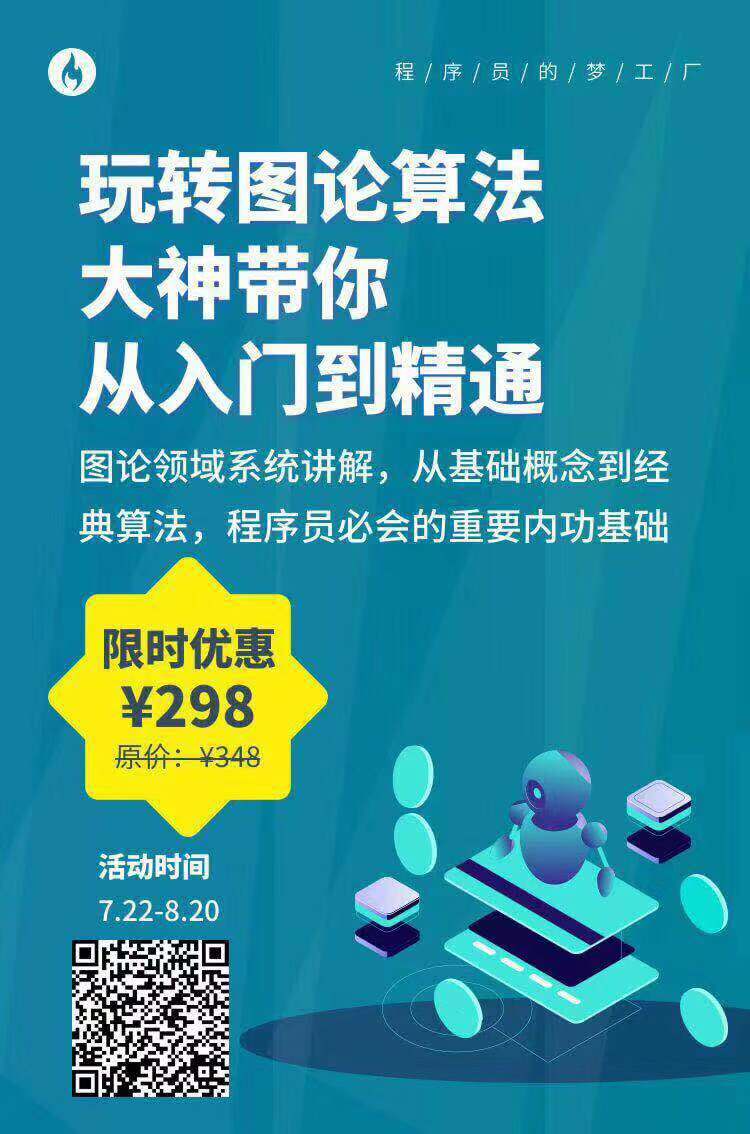 程/序/员/的/梦/工/厂
玩转图论算法
大神带你
从入门到精通
图论领域系统讲解，从基础概念到经
典算法，程序员必会的重要内功基础
限时优惠
¥298
原价：¥348
活动时间
7.22-8.20